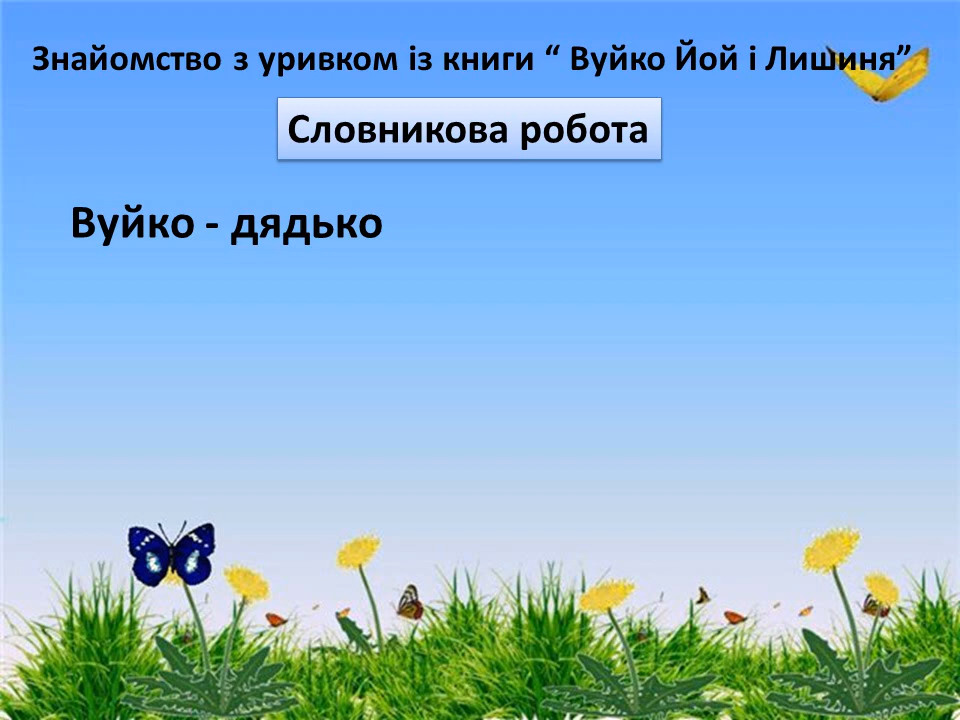 Знайомство з уривком із книги “ Вуйко Йой і Лишиня”
Словникова робота
Вуйко - дядько